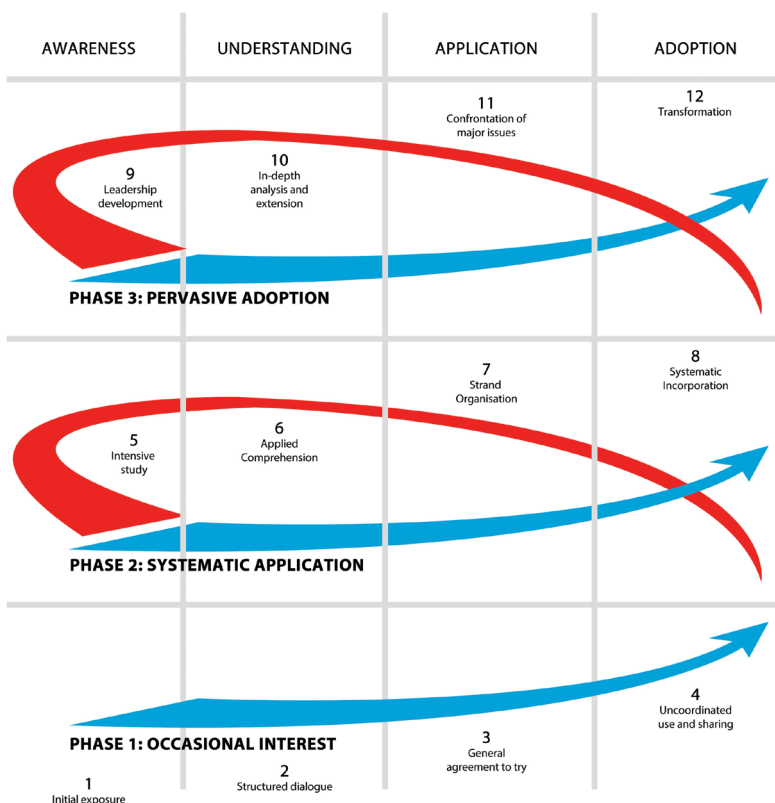 AWARENESS
UNDERSTANDING
APPLICATION
ADOPTION
11
Confrontation of
major issues
12
Transformation
9
Leadership
development
10
In-depth
analysis and
extension
PHASE 3: PERVASIVE ADOPTION
7
Strand
Organisation
8
Systematic
Incorporation
5
Intensive
study
6
Applied
Comprehension
PHASE 2: SYSTEMATIC APPLICATION
4
Uncoordinated
use and sharing
PHASE 1: OCCASIONAL INTEREST
3
General
agreement to try
2
Structured dialogue
1
Initial exposure